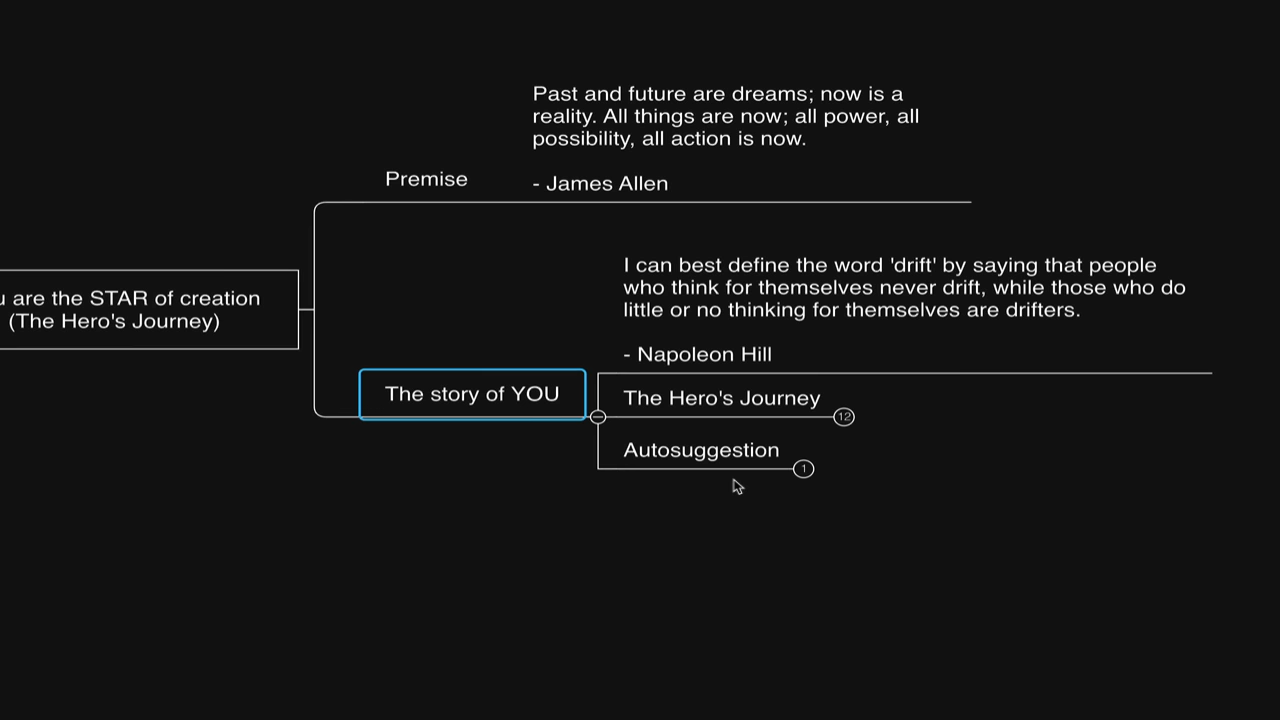 Past and future are dreams; now is a
reality. All things are now; all power, all
possibility, all action is now.
Premise
- James Allen
I can best define the word 'drift' by saying that people
who think for themselves never drift, while those who do
little or no thinking for themselves are drifters.
are the STAR of creation
(The Hero's Journey)
- Napoleon Hill
The story of YOU
The Hero's Journey
12
Autosuggestion
1